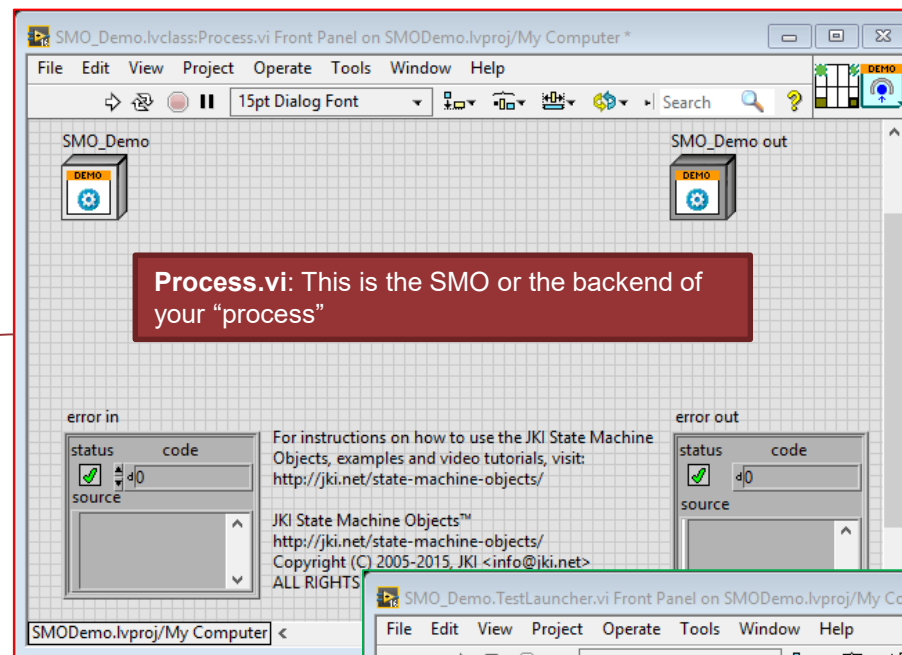 SMO_Demo.lvclass:Process.vi Front Panel on SMODemo.lvproj/My Computer *
File Edit View Project Operate Tools Window Help
15pt Dialog Font Search
DEMO
SMO_Demo SMO_Demo out
DEMO DEMO
Process.vi: This is the SMO or the backend of
your “process”
error in error out
status code status code
d 0 d 0
source source
For instructions on how to use the JKI State Machine
Objects, examples and video tutorials, visit:
http://jki.net/state-machine-objects/
JKI State Machine Objects™
http://jki.net/state-machine-objects/
Copyright (C) 2005-2015, JKI <info@jki.net>
ALL RIGHTS
SMODemo.lvproj/My Computer
SMO_Demo.TestLauncher.vi Front Panel on SMODemo.lvproj/My Co
File Edit View Project Operate Tools Window Help